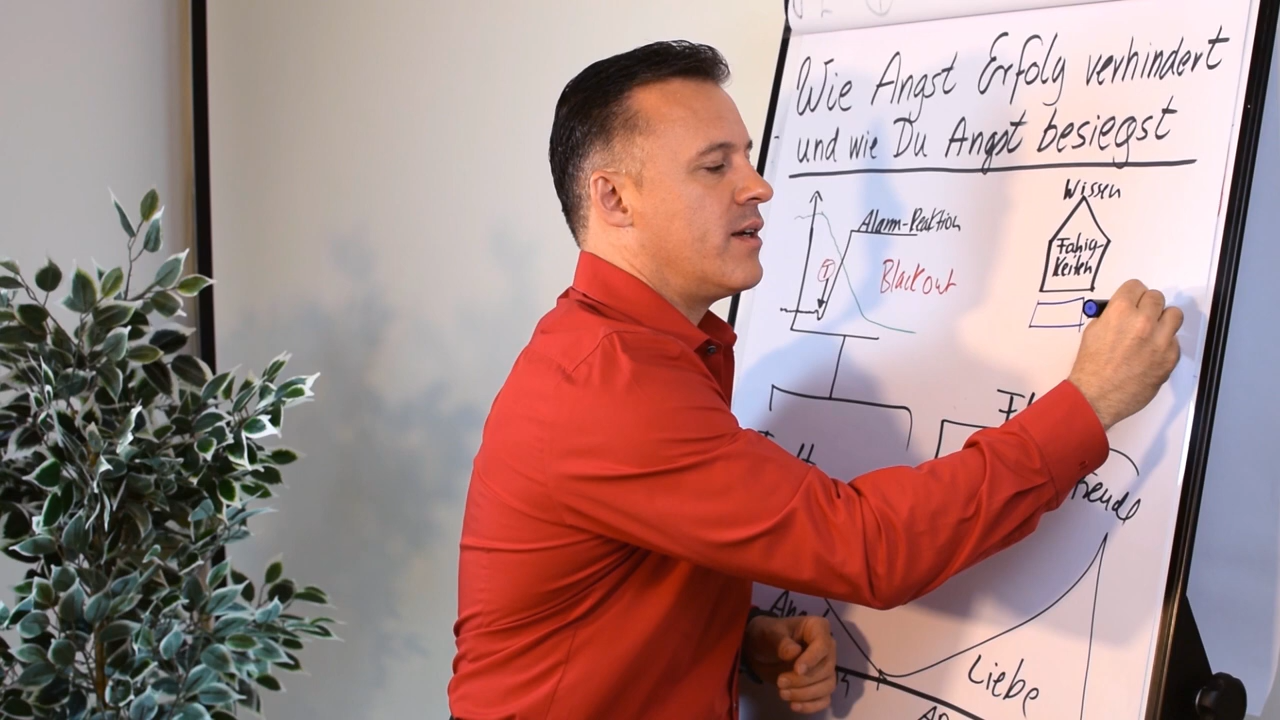 Wie Angst Erfolg verhindert
und wie Du Angst besiegst
Wissen
Alarm-Reaktion
Fähig-
keiten
Blackout
Freude
Liebe